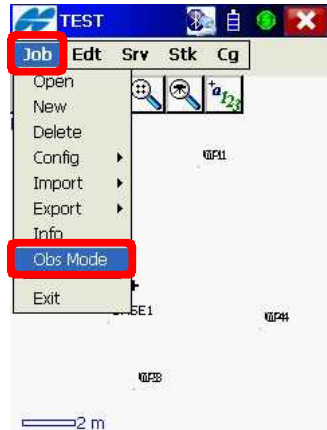 TEST
Job Edt Srv Stk Cg
Open
New
Delete
Config
Import
Export
Info
Obs Mode
Exit
2 m